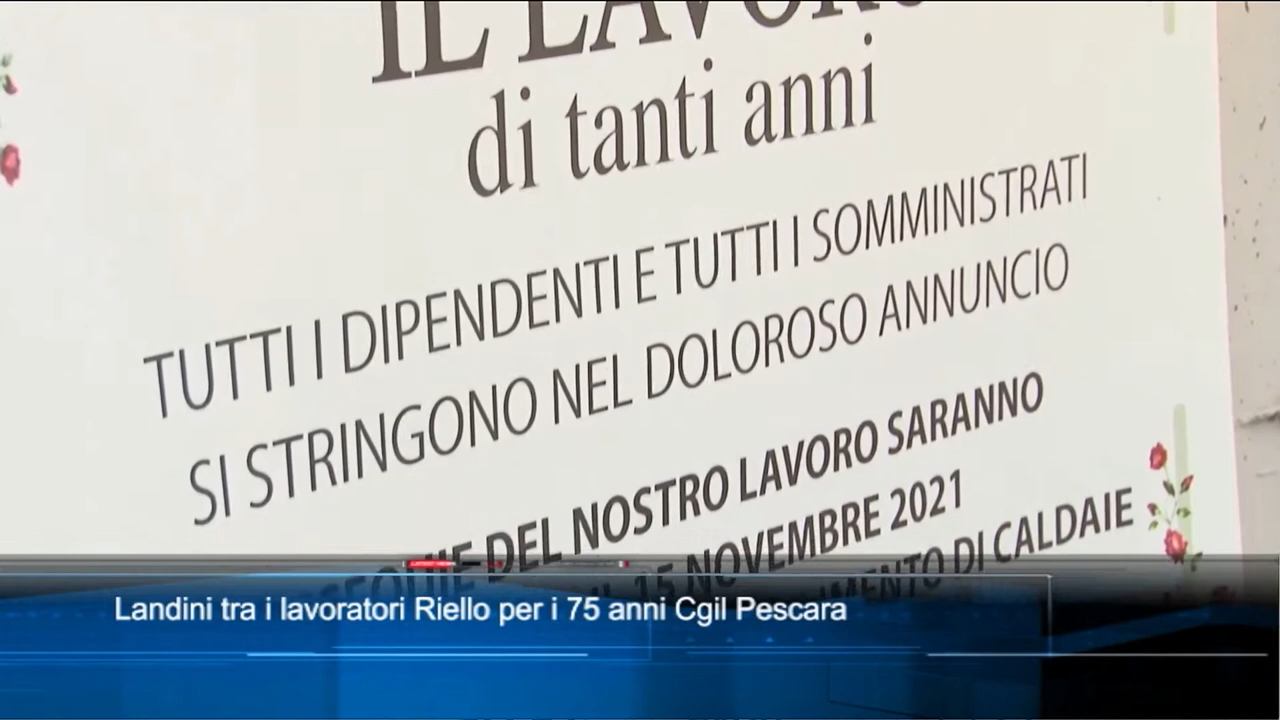 IL LAVORO
di tanti anni
TUTTI I DIPENDENTI E TUTTI I SOMMINISTRATI
SI STRINGONO NEL DOLOROSO ANNUNCIO
DEL NOSTRO LAVORO SARANNO
15 NOVEMBRE 2021
DI CALDAIE
Landini tra i lavoratori Riello per i 75 anni Cgil Pescara